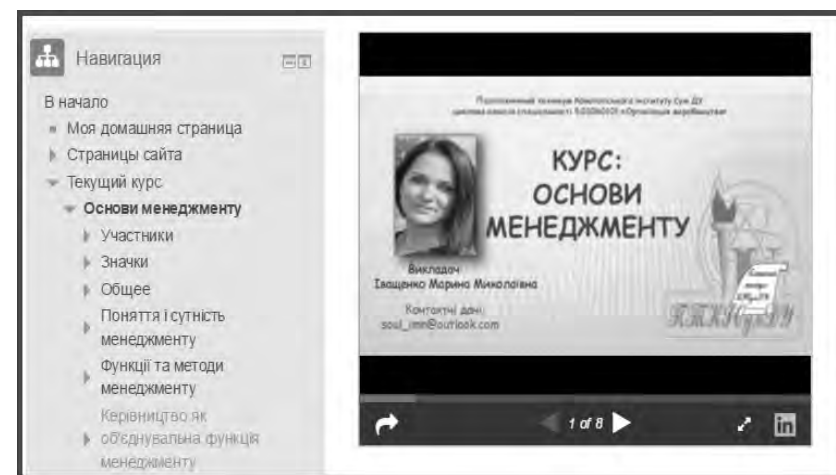 Навигация
В начало
Моя домашняя страница
Страницы сайта
Текущий курс
Основи менеджменту
Участники
Значки
Общее
Поняття і сутність
менеджменту
Функції та методи
менеджменту
Керівництво як
об'єднувальна функція
менеджменту
КУРС:
ОСНОВИ
МЕНЕДЖМЕНТУ
Викладач:
Іващенко Марина Миколаївна
Контактні дані:
soul_imn@outlook.com
1 of 8
in